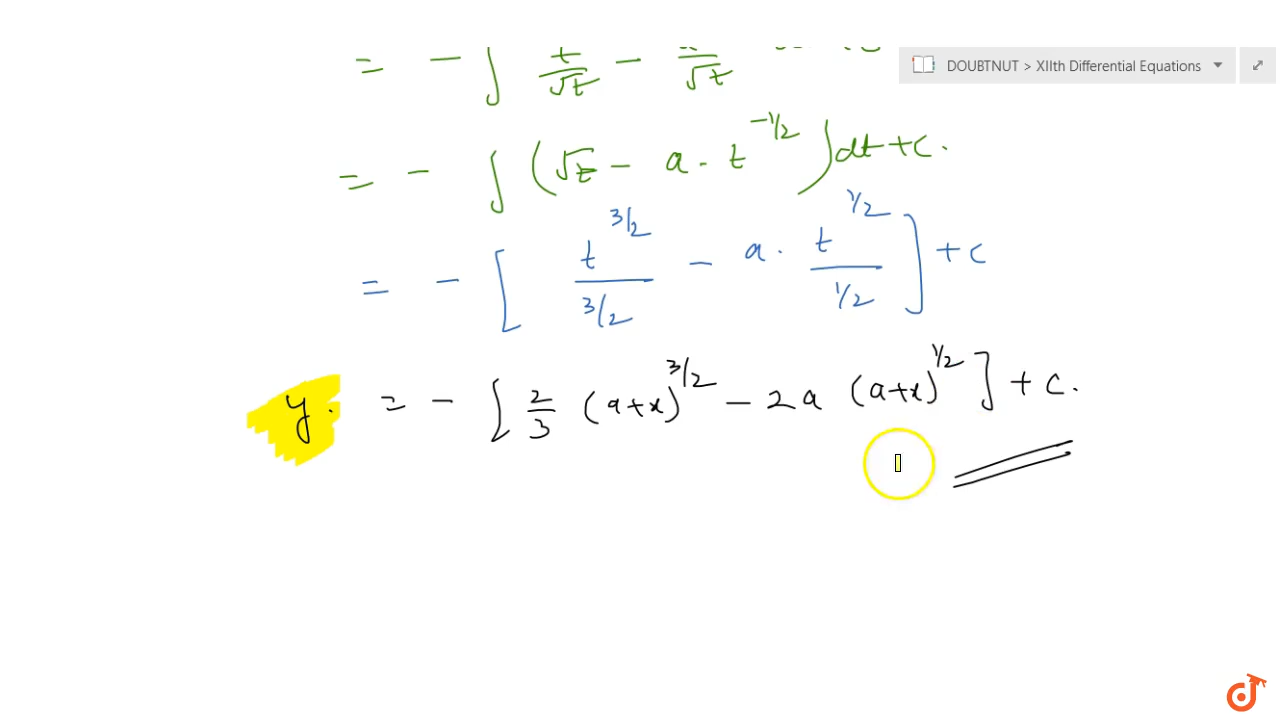 = - ∫ t/√t - a/√t
DOUBTNUT > XIIth Differential Equations
= - ∫ (√t - a · t^(-1/2)) dt + c.
= - [ t^(3/2) / (3/2) - a · t^(1/2) / (1/2) ] + c
y. = - [ 2/3 (a+x)^(3/2) - 2a (a+x)^(1/2) ] + c.